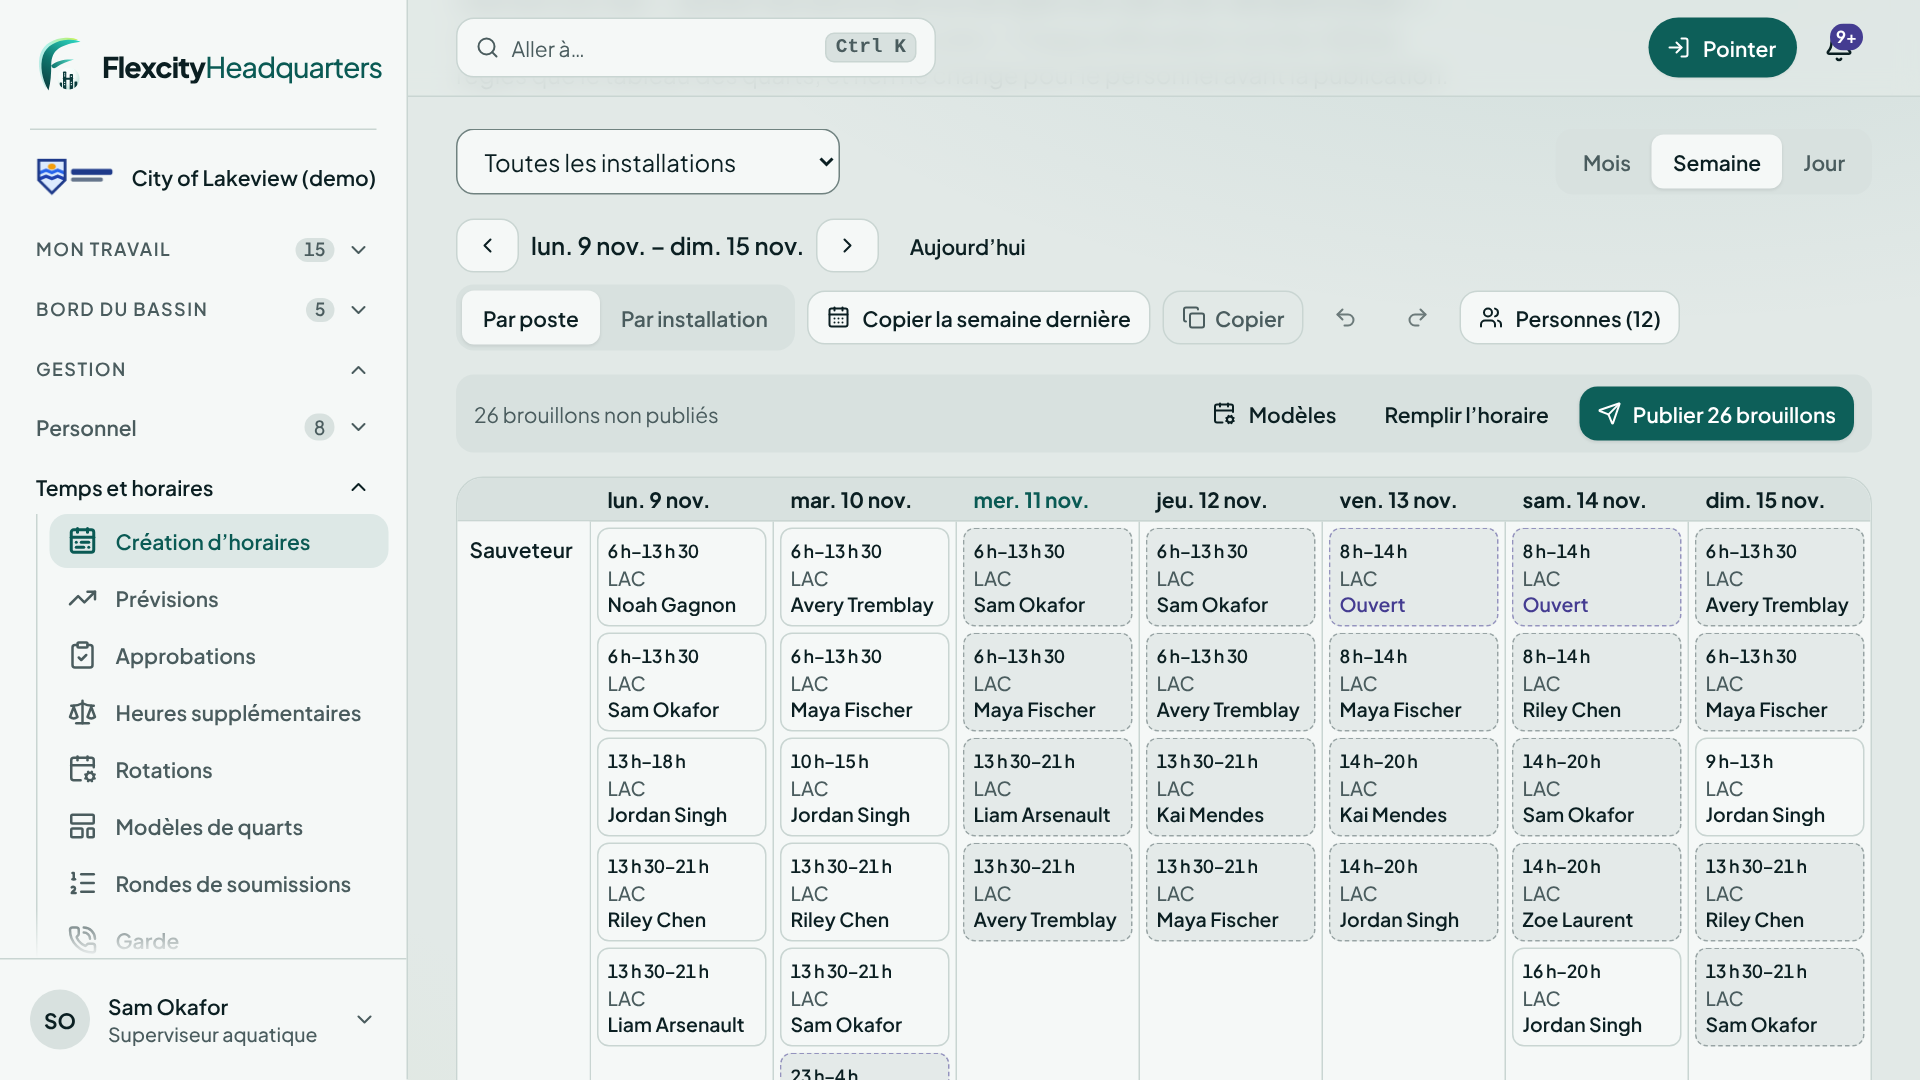 FlexcityHeadquarters
City of Lakeview (demo)
MON TRAVAIL 15
BORD DU BASSIN 5
GESTION
Personnel 8
Temps et horaires
Création d’horaires
Prévisions
Approbations
Heures supplémentaires
Rotations
Modèles de quarts
Rondes de soumissions
Garde
SO
Sam Okafor
Superviseur aquatique
Aller à…
Ctrl K
Pointer
9+
Toutes les installations
Mois
Semaine
Jour
lun. 9 nov. – dim. 15 nov.
Aujourd’hui
Par poste
Par installation
Copier la semaine dernière
Copier
Personnes (12)
26 brouillons non publiés
Modèles
Remplir l’horaire
Publier 26 brouillons
lun. 9 nov.
mar. 10 nov.
mer. 11 nov.
jeu. 12 nov.
ven. 13 nov.
sam. 14 nov.
dim. 15 nov.
Sauveteur
6 h–13 h 30
LAC
Noah Gagnon
6 h–13 h 30
LAC
Sam Okafor
13 h–18 h
LAC
Jordan Singh
13 h 30–21 h
LAC
Riley Chen
13 h 30–21 h
LAC
Liam Arsenault
6 h–13 h 30
LAC
Avery Tremblay
6 h–13 h 30
LAC
Maya Fischer
10 h–15 h
LAC
Jordan Singh
13 h 30–21 h
LAC
Riley Chen
13 h 30–21 h
LAC
Sam Okafor
23 h–4 h
6 h–13 h 30
LAC
Sam Okafor
6 h–13 h 30
LAC
Maya Fischer
13 h 30–21 h
LAC
Liam Arsenault
13 h 30–21 h
LAC
Avery Tremblay
6 h–13 h 30
LAC
Sam Okafor
6 h–13 h 30
LAC
Avery Tremblay
13 h 30–21 h
LAC
Kai Mendes
13 h 30–21 h
LAC
Maya Fischer
8 h–14 h
LAC
Ouvert
8 h–14 h
LAC
Maya Fischer
14 h–20 h
LAC
Kai Mendes
14 h–20 h
LAC
Jordan Singh
8 h–14 h
LAC
Ouvert
8 h–14 h
LAC
Riley Chen
14 h–20 h
LAC
Sam Okafor
14 h–20 h
LAC
Zoe Laurent
16 h–20 h
LAC
Jordan Singh
6 h–13 h 30
LAC
Avery Tremblay
6 h–13 h 30
LAC
Maya Fischer
9 h–13 h
LAC
Jordan Singh
13 h 30–21 h
LAC
Riley Chen
13 h 30–21 h
LAC
Sam Okafor